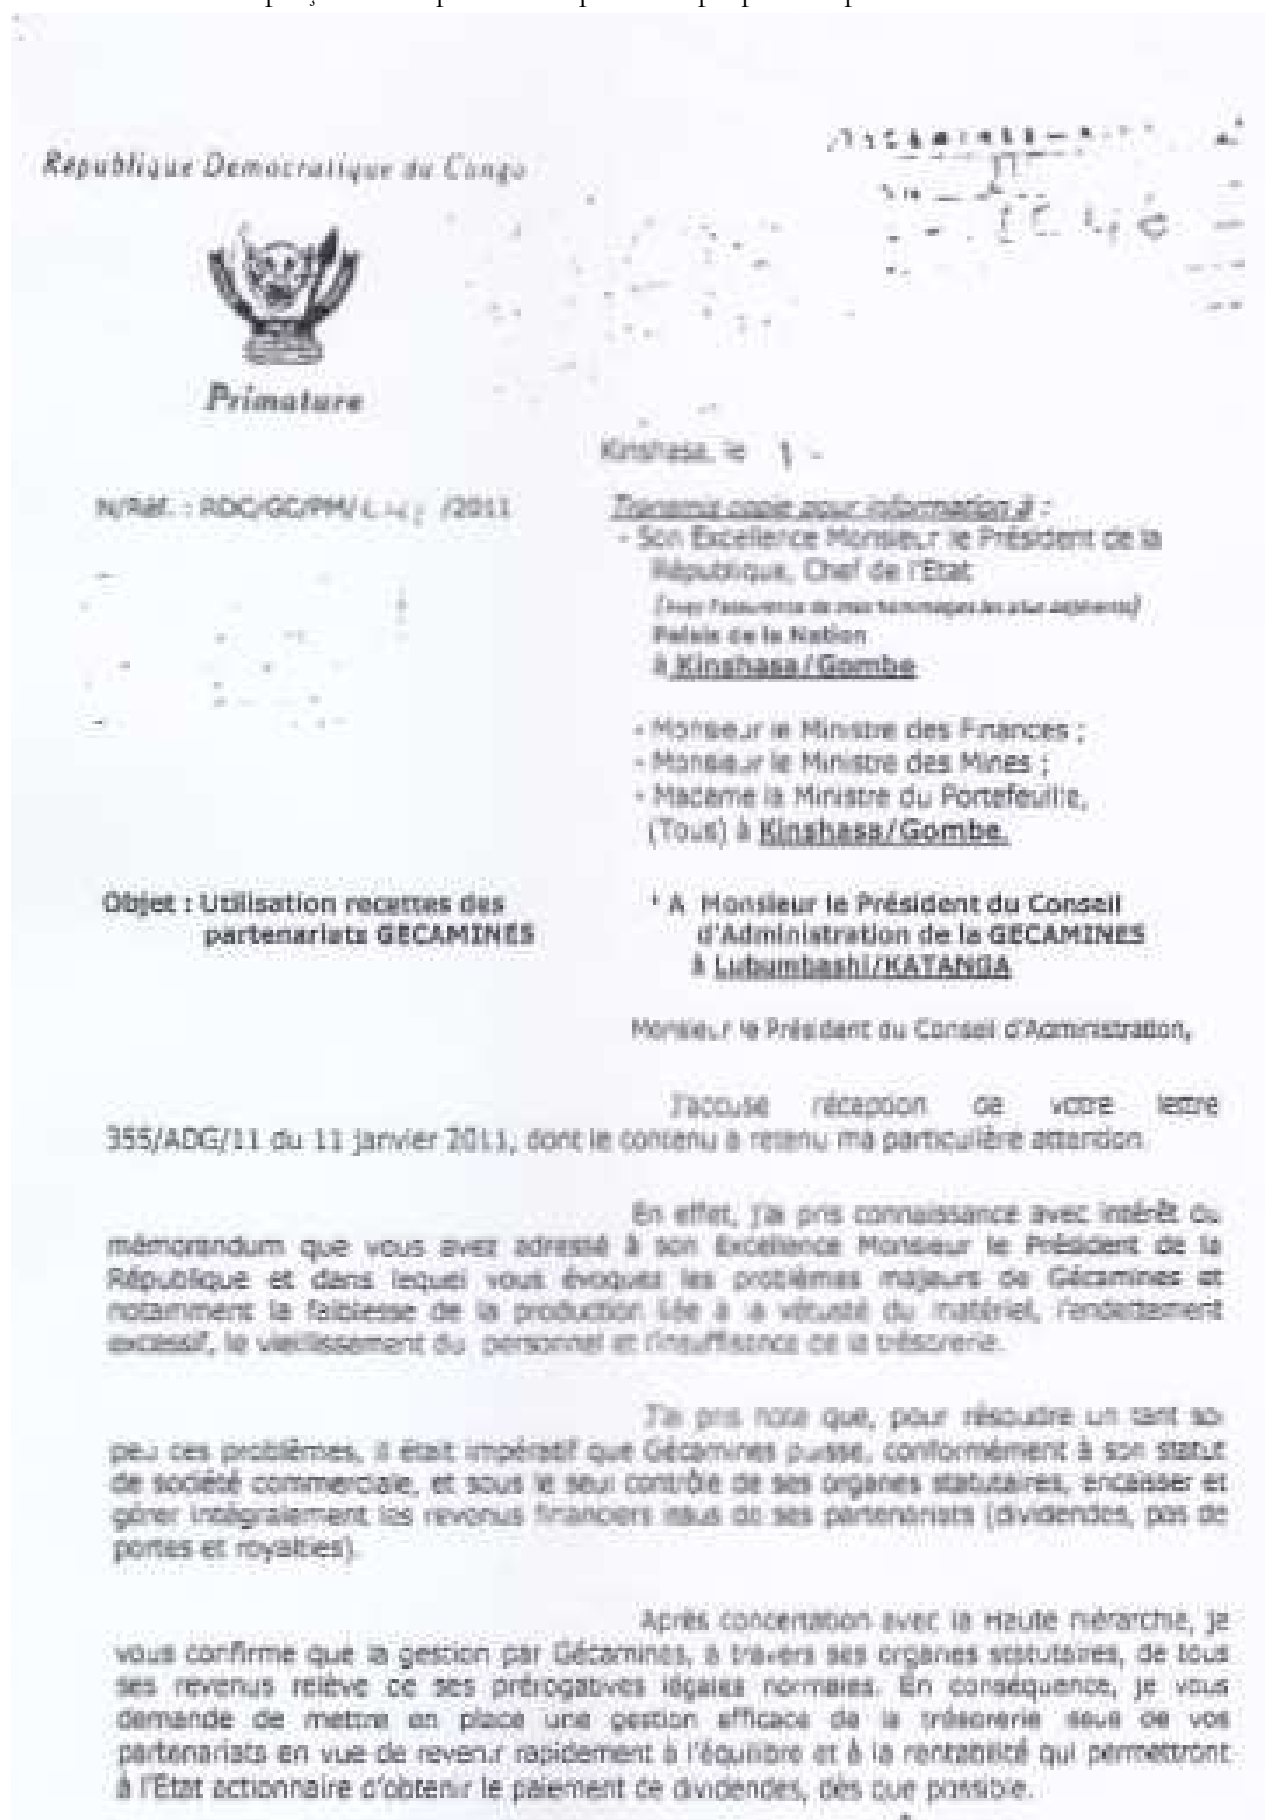 République Démocratique du Congo
Primature
Kinshasa, le
N/Réf. : RDC/GC/PM/ /2011
Transmis copie pour information à :
- Son Excellence Monsieur le Président de la
République, Chef de l'Etat
(Avec l'assurance de mes hommages les plus déférents)
Palais de la Nation
à Kinshasa/Gombe
- Monsieur le Ministre des Finances ;
- Monsieur le Ministre des Mines ;
- Madame la Ministre du Portefeuille,
(Tous) à Kinshasa/Gombe.
Objet : Utilisation recettes des
partenariats GECAMINES
A Monsieur le Président du Conseil
d'Administration de la GECAMINES
à Lubumbashi/KATANGA
Monsieur le Président du Conseil d'Administration,
J'accuse réception de votre lettre
355/ADG/11 du 11 janvier 2011, dont le contenu a retenu ma particulière attention.
En effet, j'ai pris connaissance avec intérêt du
mémorandum que vous avez adressé à son Excellence Monsieur le Président de la
République et dans lequel vous évoquez les problèmes majeurs de Gécamines et
notamment la faiblesse de la production liée à la vétusté du matériel, l'endettement
excessif, le vieillissement du personnel et l'insuffisance de la trésorerie.
J'ai pris note que, pour résoudre un tant soi
peu ces problèmes, il était impératif que Gécamines puisse, conformément à son statut
de société commerciale, et sous le seul contrôle de ses organes statutaires, encaisser et
gérer intégralement les revenus financiers issus de ses partenariats (dividendes, pas de
portes et royalties).
Après concertation avec la Haute hiérarchie, je
vous confirme que la gestion par Gécamines, à travers ses organes statutaires, de tous
ses revenus relève de ses prérogatives légales normales. En conséquence, je vous
demande de mettre en place une gestion efficace de la trésorerie issue de vos
partenariats en vue de revenir rapidement à l'équilibre et à la rentabilité qui permettront
à l'Etat actionnaire d'obtenir le paiement de dividendes, dès que possible.